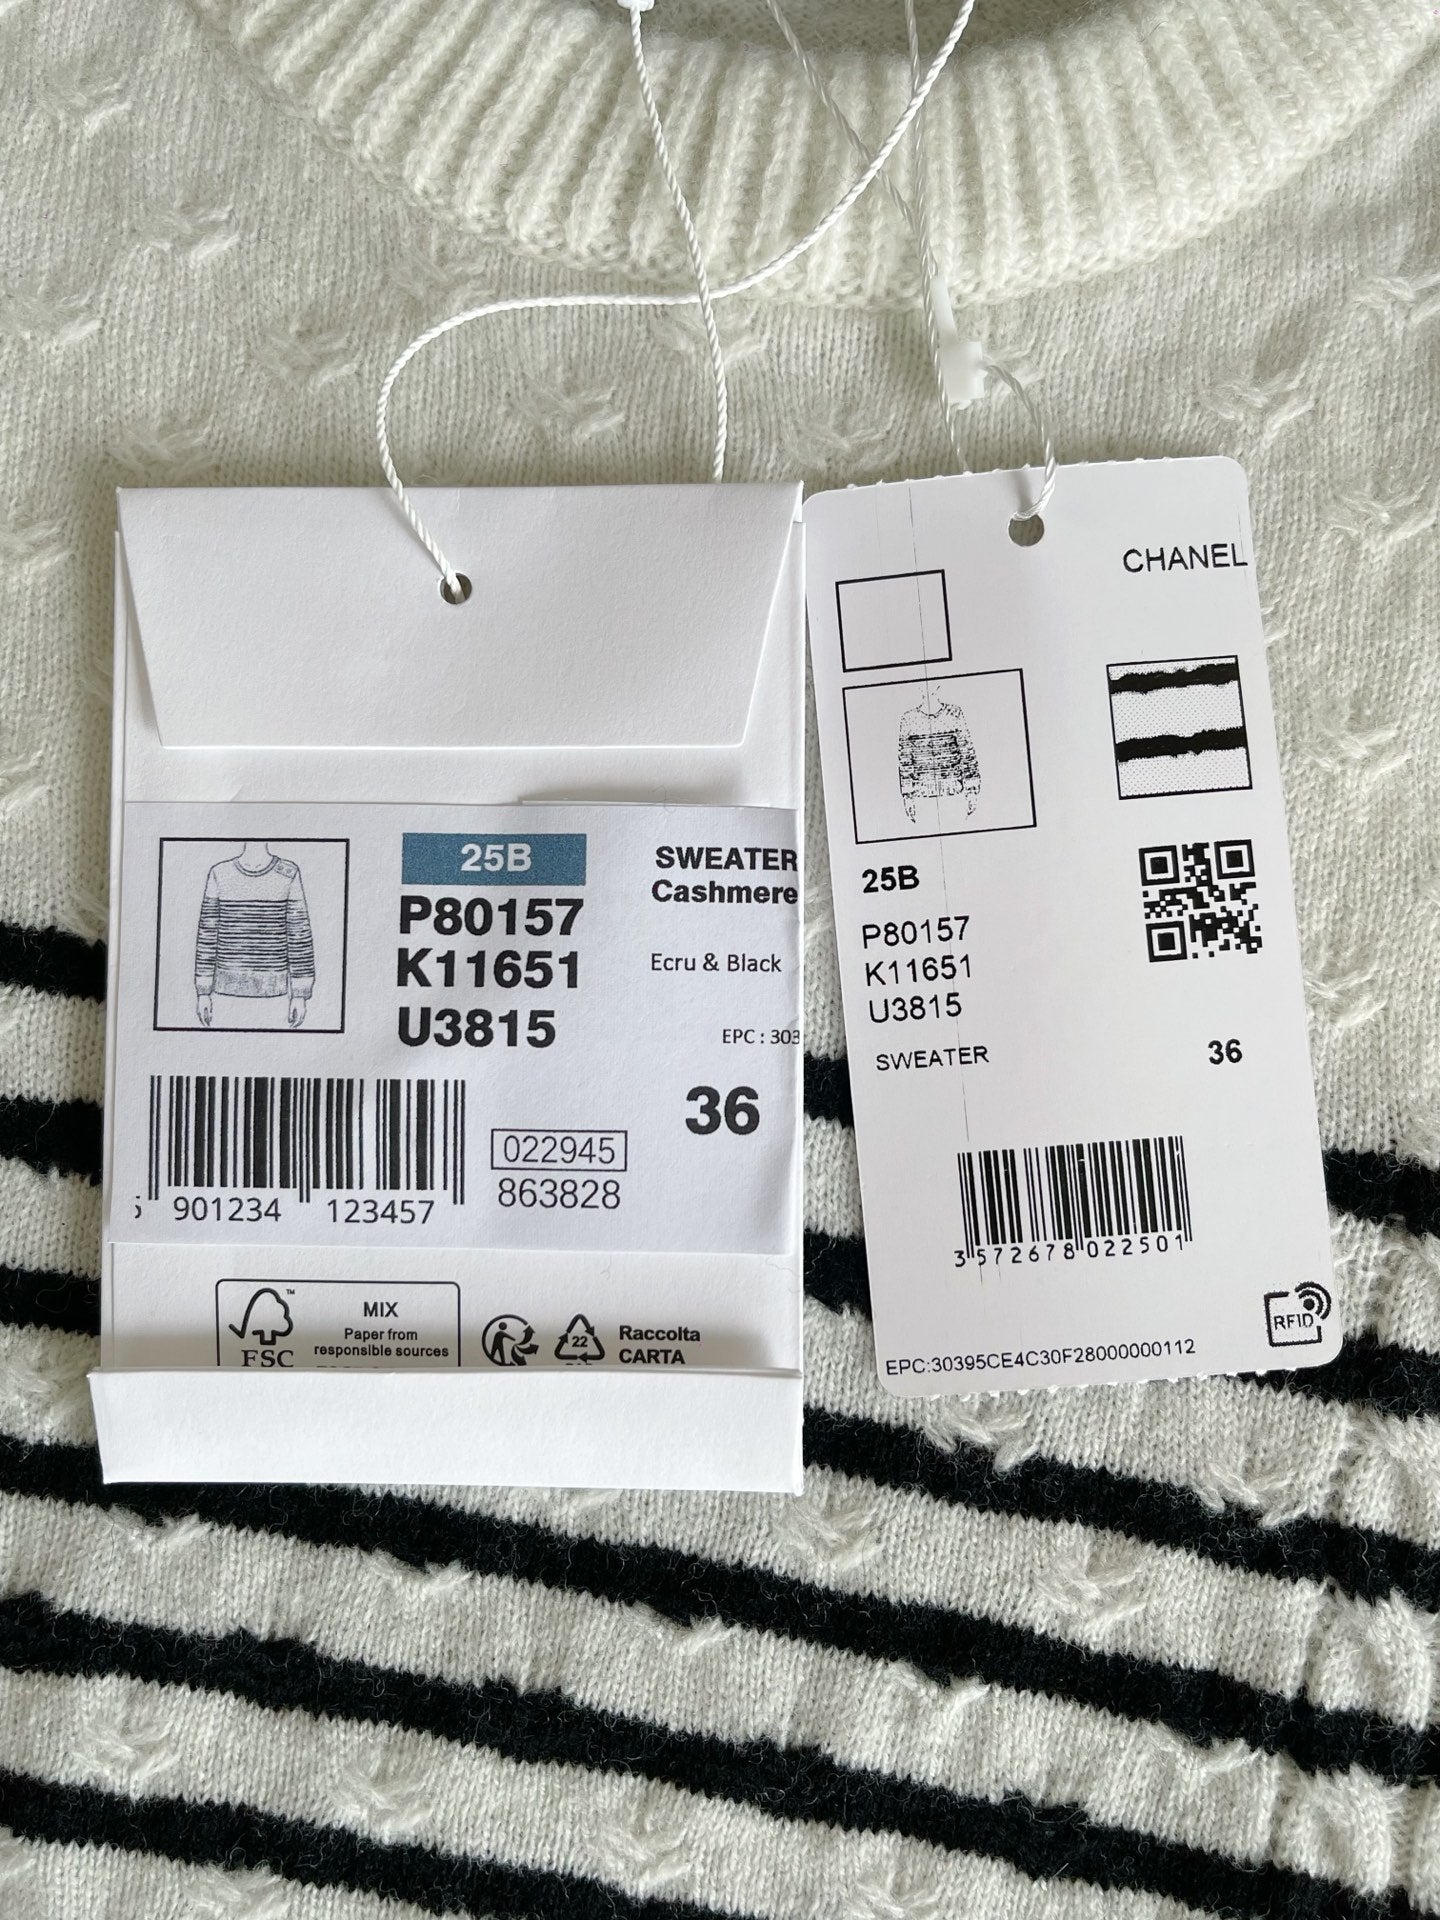 25B
P80157
K11651
U3815
SWEATER
Cashmere
Ecru & Black
EPC : 303
36
022945
863828
901234 123457
FSC
™
MIX
Paper from
responsible sources
22
Raccolta
CARTA
CHANEL
25B
P80157
K11651
U3815
SWEATER
36
3 572678 022501
RFID
EPC:30395CE4C30F28000000112